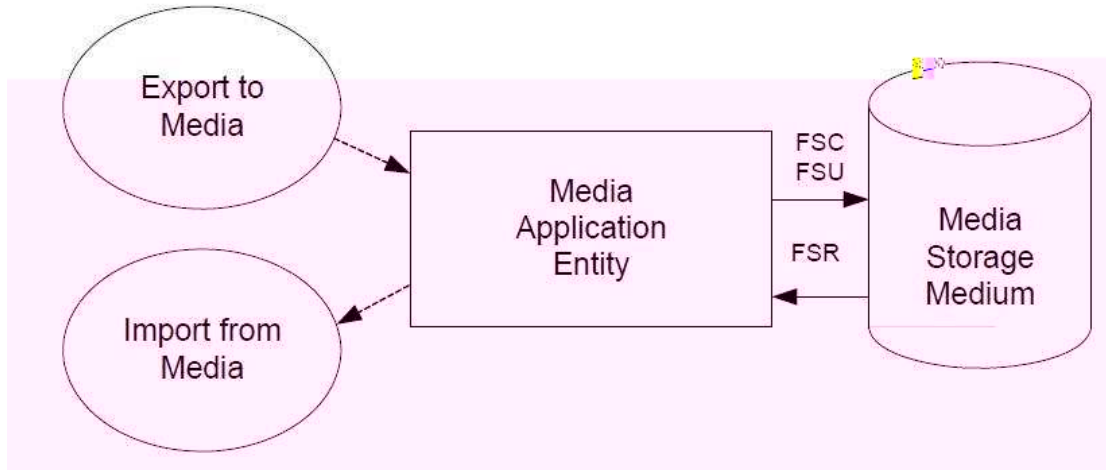 Export to
Media
Media
Application
Entity
FSC
FSU
FSR
Media
Storage
Medium
Import from
Media